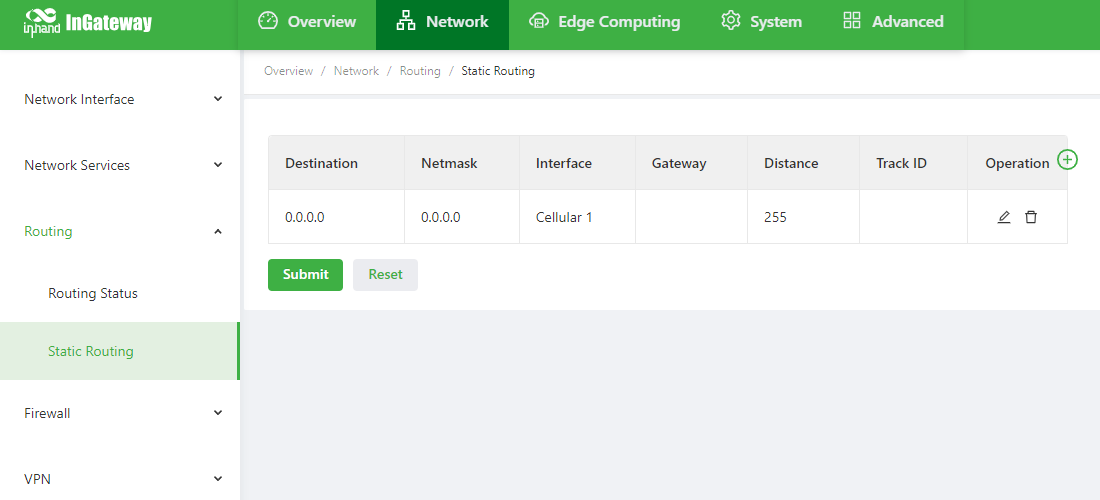 inhand InGateway Overview Network Edge Computing System Advanced
Overview / Network / Routing / Static Routing
Network Interface
Network Services
Routing
Routing Status
Static Routing
Firewall
VPN
Destination Netmask Interface Gateway Distance Track ID Operation
0.0.0.0 0.0.0.0 Cellular 1 255
Submit Reset